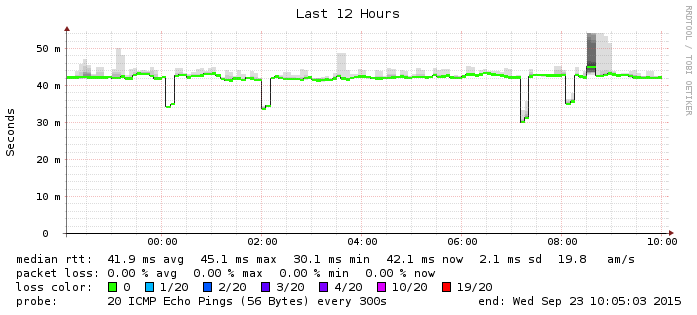 Last 12 Hours
RRDTOOL / TOBI OETIKER
Seconds
50 m
40 m
30 m
20 m
10 m
0
00:00 02:00 04:00 06:00 08:00 10:00
median rtt: 41.9 ms avg 45.1 ms max 30.1 ms min 42.1 ms now 2.1 ms sd 19.8 am/s
packet loss: 0.00 % avg 0.00 % max 0.00 % min 0.00 % now
loss color: 0 1/20 2/20 3/20 4/20 10/20 19/20
probe: 20 ICMP Echo Pings (56 Bytes) every 300s end: Wed Sep 23 10:05:03 2015